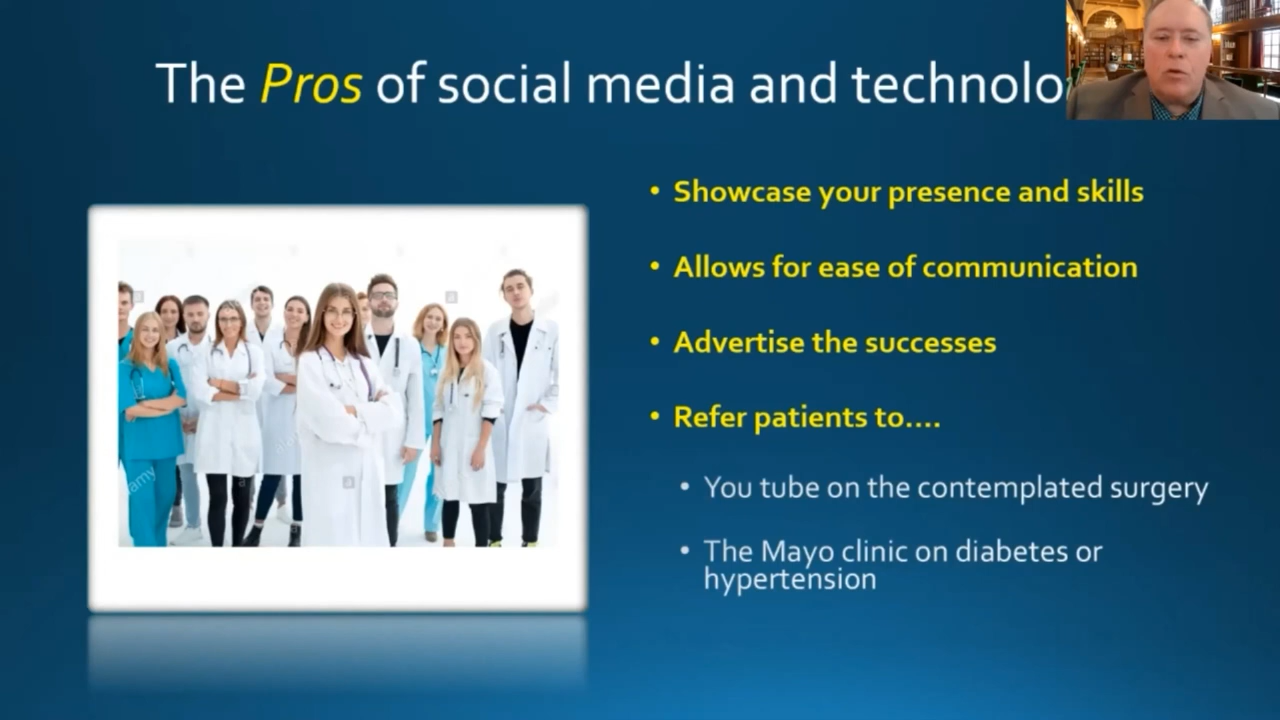 The Pros of social media and technolo
• Showcase your presence and skills
• Allows for ease of communication
• Advertise the successes
• Refer patients to....
• You tube on the contemplated surgery
• The Mayo clinic on diabetes or
hypertension
a
a
alamy
a
a